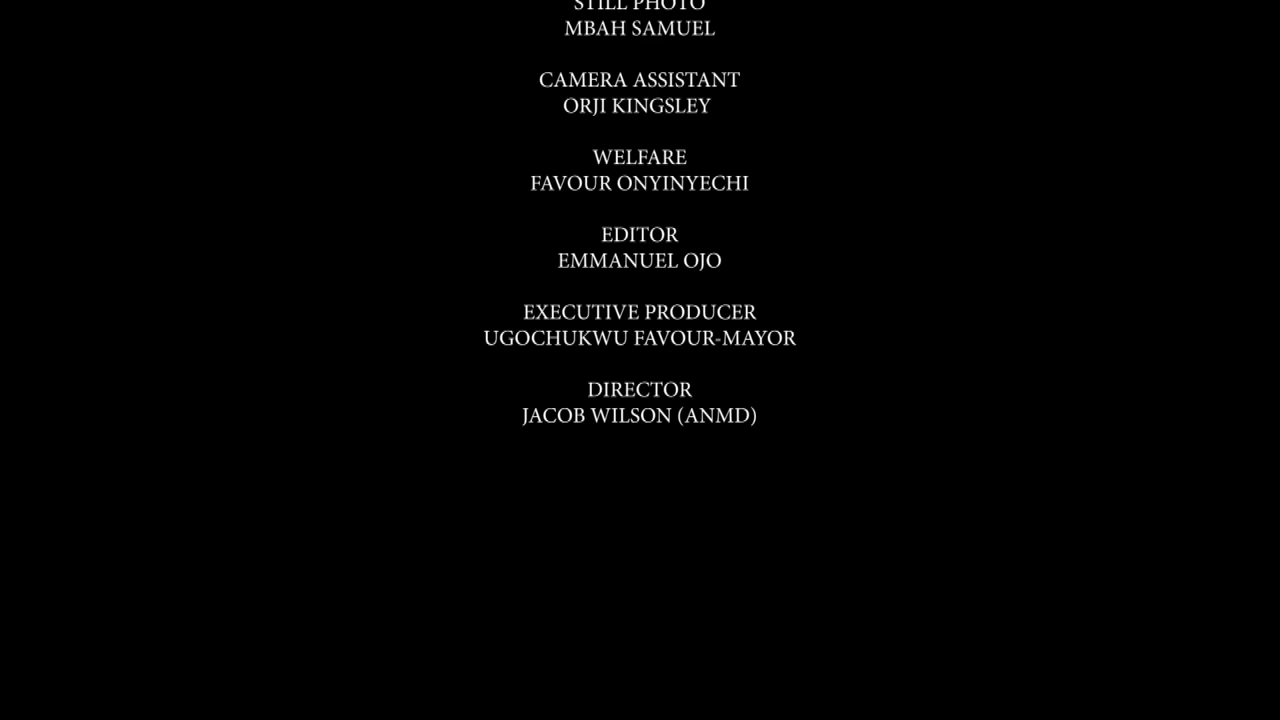 STILL PHOTO
MBAH SAMUEL
CAMERA ASSISTANT
ORJI KINGSLEY
WELFARE
FAVOUR ONYINYECHI
EDITOR
EMMANUEL OJO
EXECUTIVE PRODUCER
UGOCHUKWU FAVOUR-MAYOR
DIRECTOR
JACOB WILSON (ANMD)